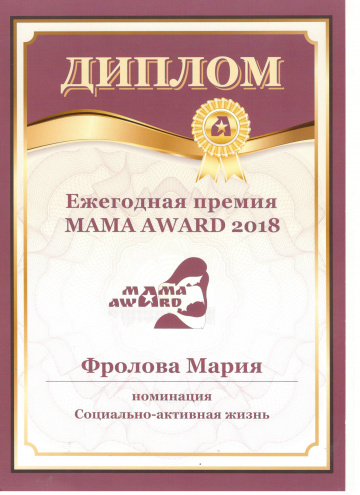 ДИПЛОМ
Ежегодная премия
MAMA AWARD 2018
MAMA
AWARD
Фролова Мария
номинация
Социально-активная жизнь